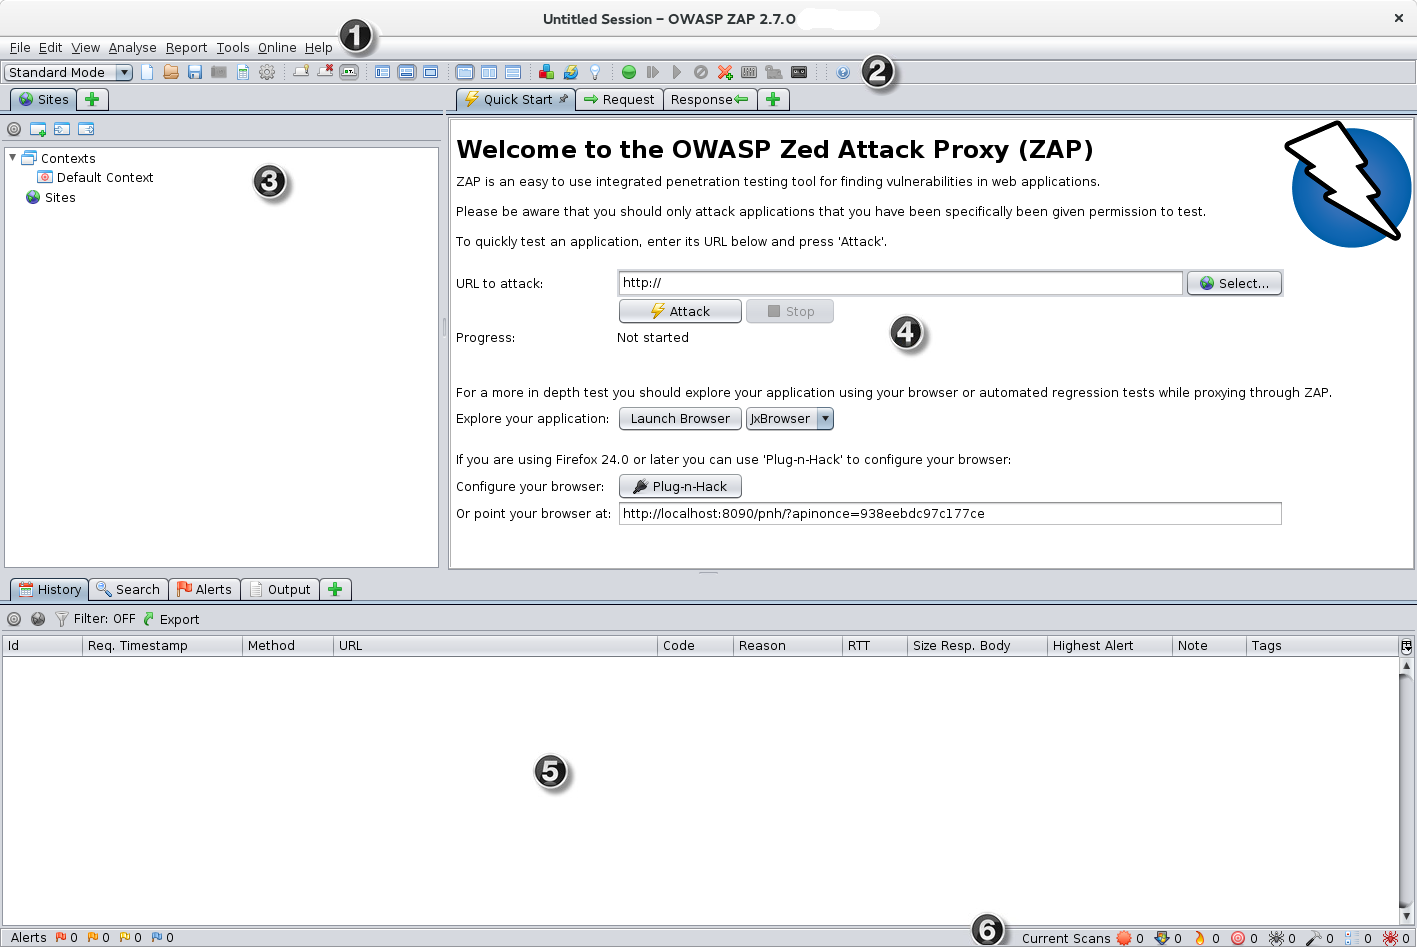 Untitled Session – OWASP ZAP 2.7.0
File Edit View Analyse Report Tools Online Help
1
Standard Mode
2
Sites
Quick Start Request Response
Contexts
Default Context
Sites
3
Welcome to the OWASP Zed Attack Proxy (ZAP)
ZAP is an easy to use integrated penetration testing tool for finding vulnerabilities in web applications.
Please be aware that you should only attack applications that you have been specifically been given permission to test.
To quickly test an application, enter its URL below and press 'Attack'.
URL to attack: http:// Select...
Attack Stop
4
Progress: Not started
For a more in depth test you should explore your application using your browser or automated regression tests while proxying through ZAP.
Explore your application: Launch Browser JxBrowser
If you are using Firefox 24.0 or later you can use 'Plug-n-Hack' to configure your browser:
Configure your browser: Plug-n-Hack
Or point your browser at: http://localhost:8090/pnh/?apinonce=938eebdc97c177ce
History Search Alerts Output
Filter: OFF Export
Id Req. Timestamp Method URL Code Reason RTT Size Resp. Body Highest Alert Note Tags
5
6
Alerts 0 0 0 0 Current Scans 0 0 0 0 0 0 0 0